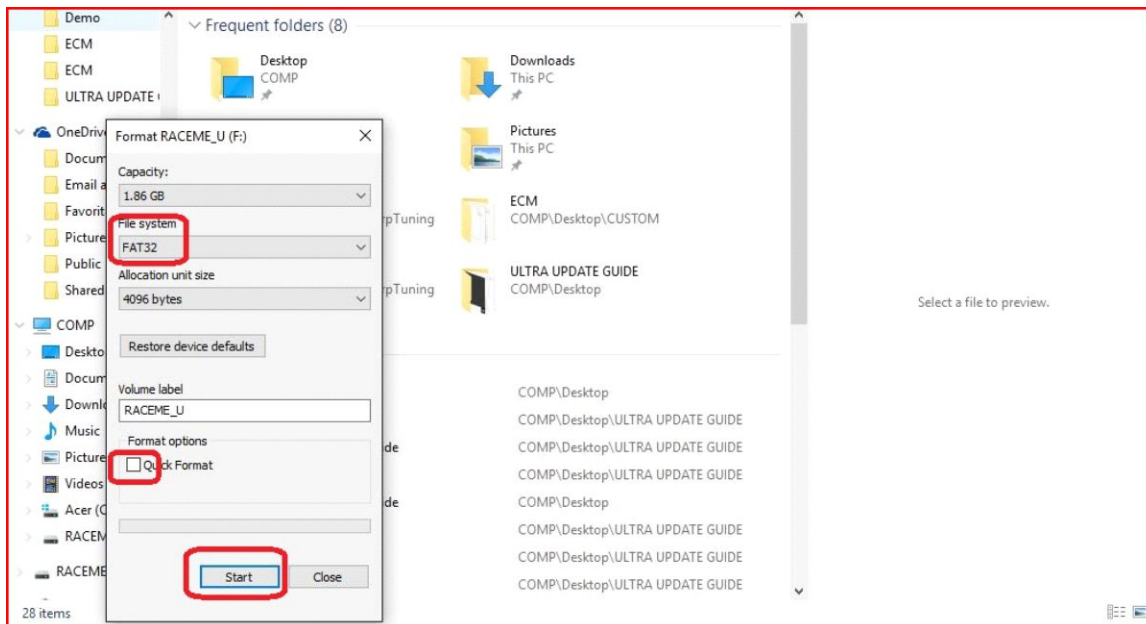 Demo
ECM
ECM
ULTRA UPDATE
OneDriv
Docum
Email a
Favorit
Picture
Public
Shared
COMP
Deskto
Docum
Downlo
Music
Picture
Videos
Acer (C
RACEM
RACEME
28 items
Format RACEME_U (F:)
Capacity:
1.86 GB
File system
FAT32
Allocation unit size
4096 bytes
Restore device defaults
Volume label
RACEME_U
Format options
Quick Format
Start
Close
Frequent folders (8)
Desktop
COMP
Downloads
This PC
Pictures
This PC
rpTuning
ECM
COMP\Desktop\CUSTOM
rpTuning
ULTRA UPDATE GUIDE
COMP\Desktop
COMP\Desktop
COMP\Desktop\ULTRA UPDATE GUIDE
de
COMP\Desktop\ULTRA UPDATE GUIDE
COMP\Desktop\ULTRA UPDATE GUIDE
de
COMP\Desktop
COMP\Desktop\ULTRA UPDATE GUIDE
COMP\Desktop\ULTRA UPDATE GUIDE
COMP\Desktop\ULTRA UPDATE GUIDE
Select a file to preview.